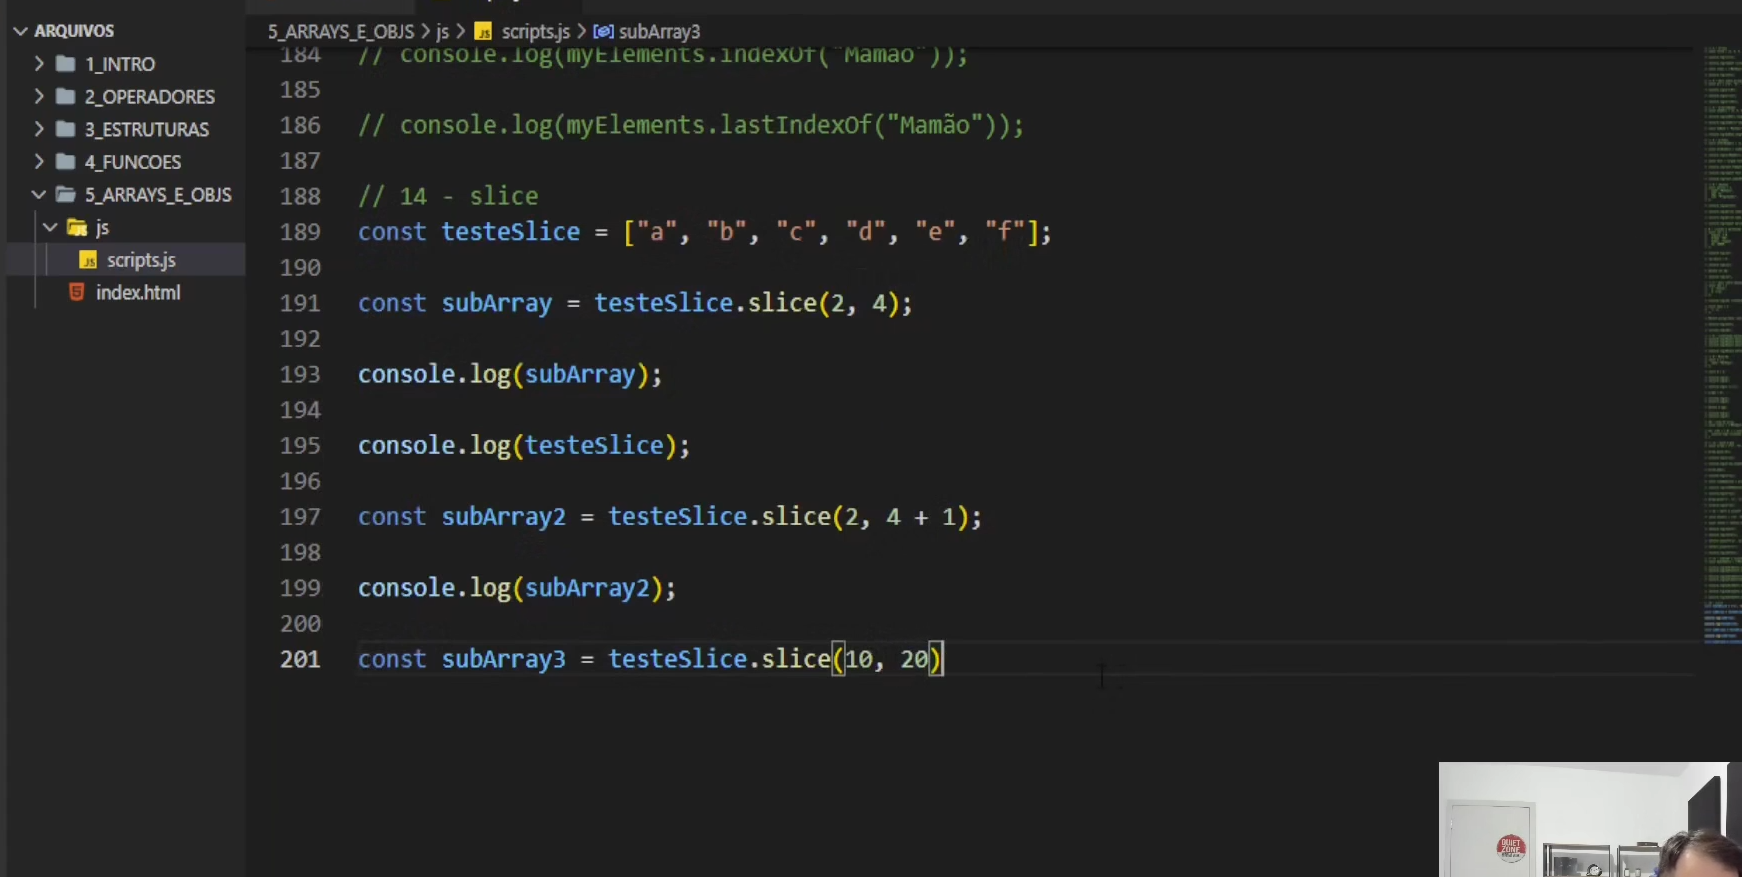 ARQUIVOS
1_INTRO
2_OPERADORES
3_ESTRUTURAS
4_FUNCOES
5_ARRAYS_E_OBJS
js
scripts.js
index.html
5_ARRAYS_E_OBJS > js > scripts.js > subArray3
184 // console.log(myElements.indexOf("Mamão"));
185
186 // console.log(myElements.lastIndexOf("Mamão"));
187
188 // 14 - slice
189 const testeSlice = ["a", "b", "c", "d", "e", "f"];
190
191 const subArray = testeSlice.slice(2, 4);
192
193 console.log(subArray);
194
195 console.log(testeSlice);
196
197 const subArray2 = testeSlice.slice(2, 4 + 1);
198
199 console.log(subArray2);
200
201 const subArray3 = testeSlice.slice(10, 20)
QUIET
ZONE